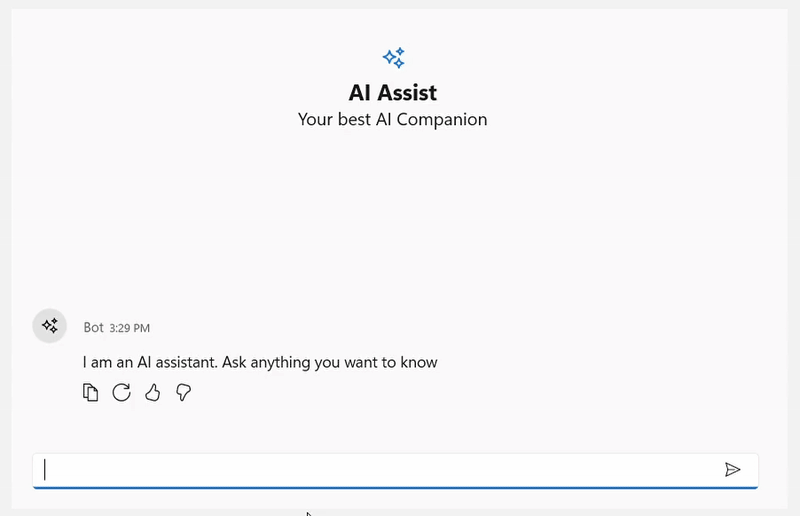 AI Assist
Your best AI Companion
Bot 3:29 PM
I am an AI assistant. Ask anything you want to know